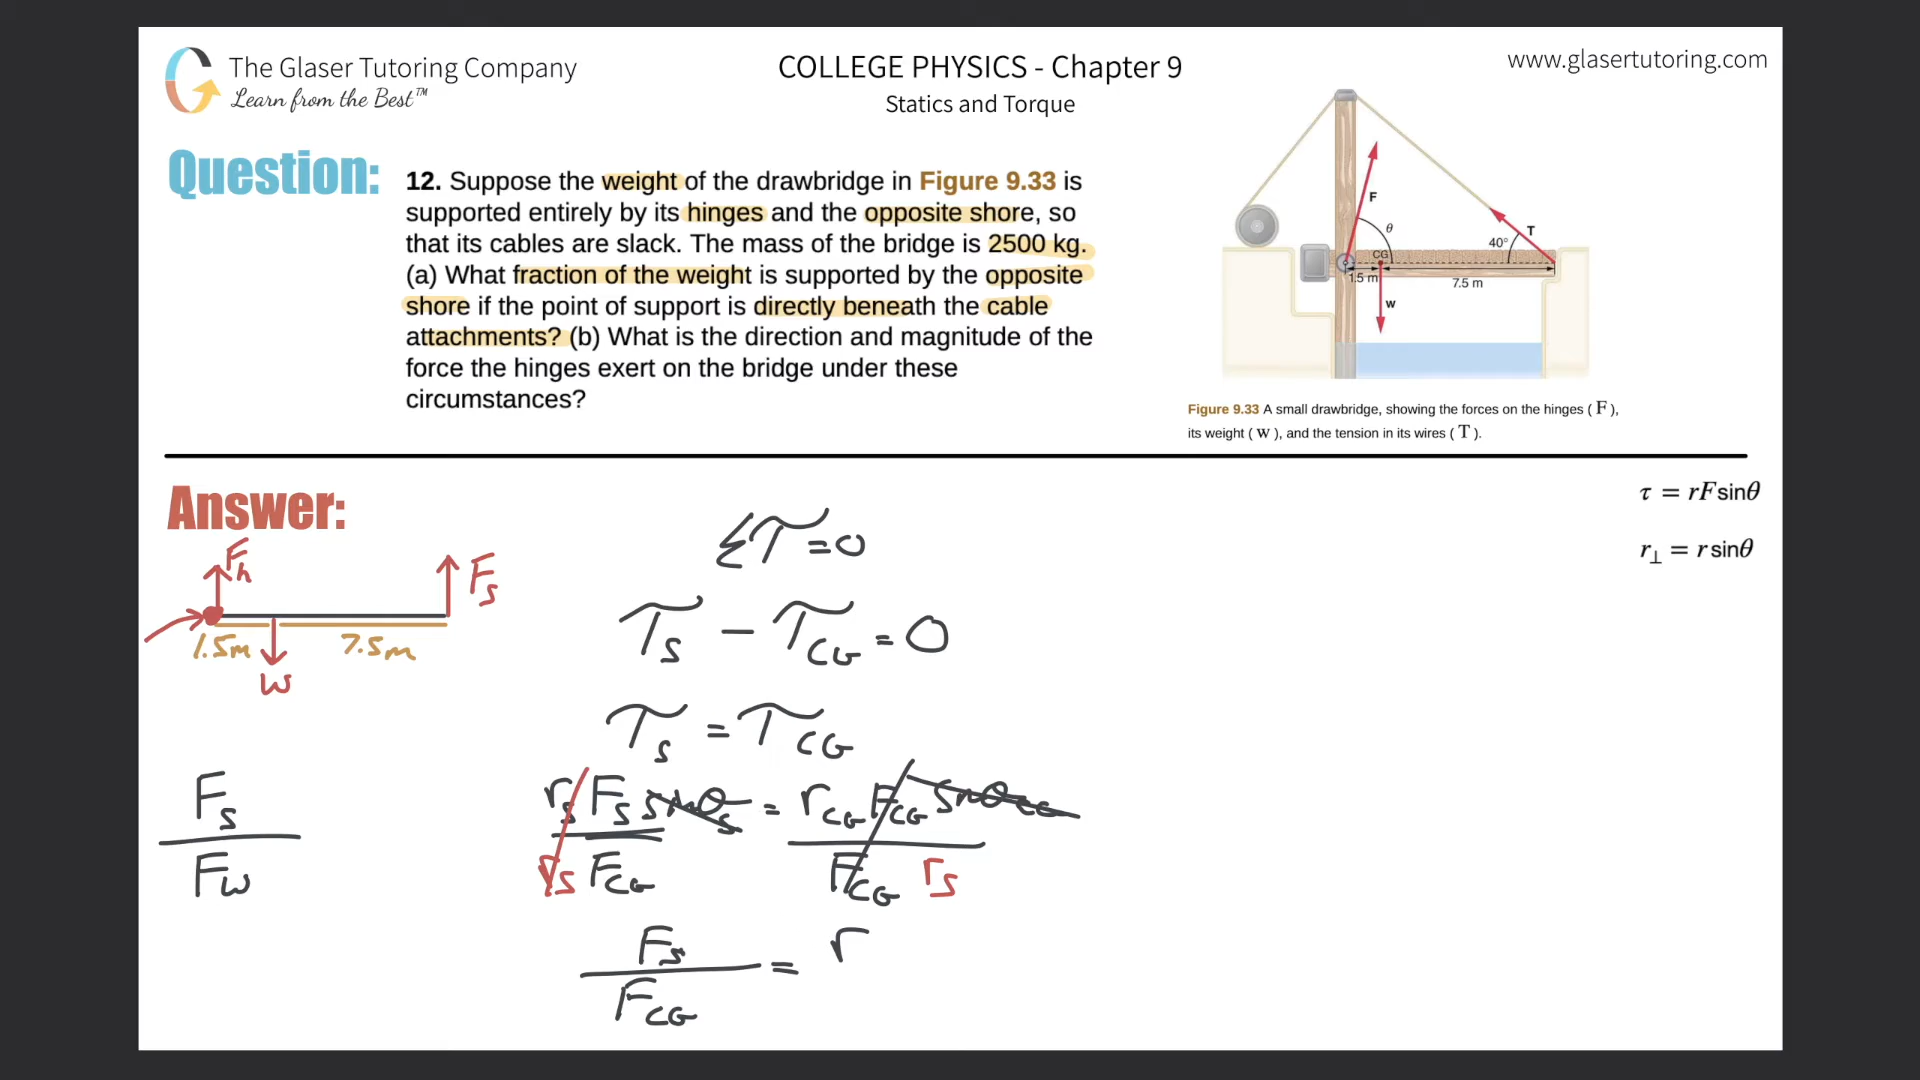 The Glaser Tutoring Company
Learn from the Best™
COLLEGE PHYSICS - Chapter 9
Statics and Torque
www.glasertutoring.com
Question:
12. Suppose the weight of the drawbridge in Figure 9.33 is
supported entirely by its hinges and the opposite shore, so
that its cables are slack. The mass of the bridge is 2500 kg.
(a) What fraction of the weight is supported by the opposite
shore if the point of support is directly beneath the cable
attachments? (b) What is the direction and magnitude of the
force the hinges exert on the bridge under these
circumstances?
F
θ
T
40°
CG
1.5 m
7.5 m
w
Figure 9.33 A small drawbridge, showing the forces on the hinges ( F ),
its weight ( w ), and the tension in its wires ( T ).
Answer:
τ = rF sinθ
r⊥ = r sinθ
Fh
Fs
1.5m
7.5m
W
Fs
Fw
Στ=0
τs − τCG = 0
τs = τCG
rs Fs sinθs = rCG FCG sinθCG
rs FCG
FCG rs
Fs = r
FCG